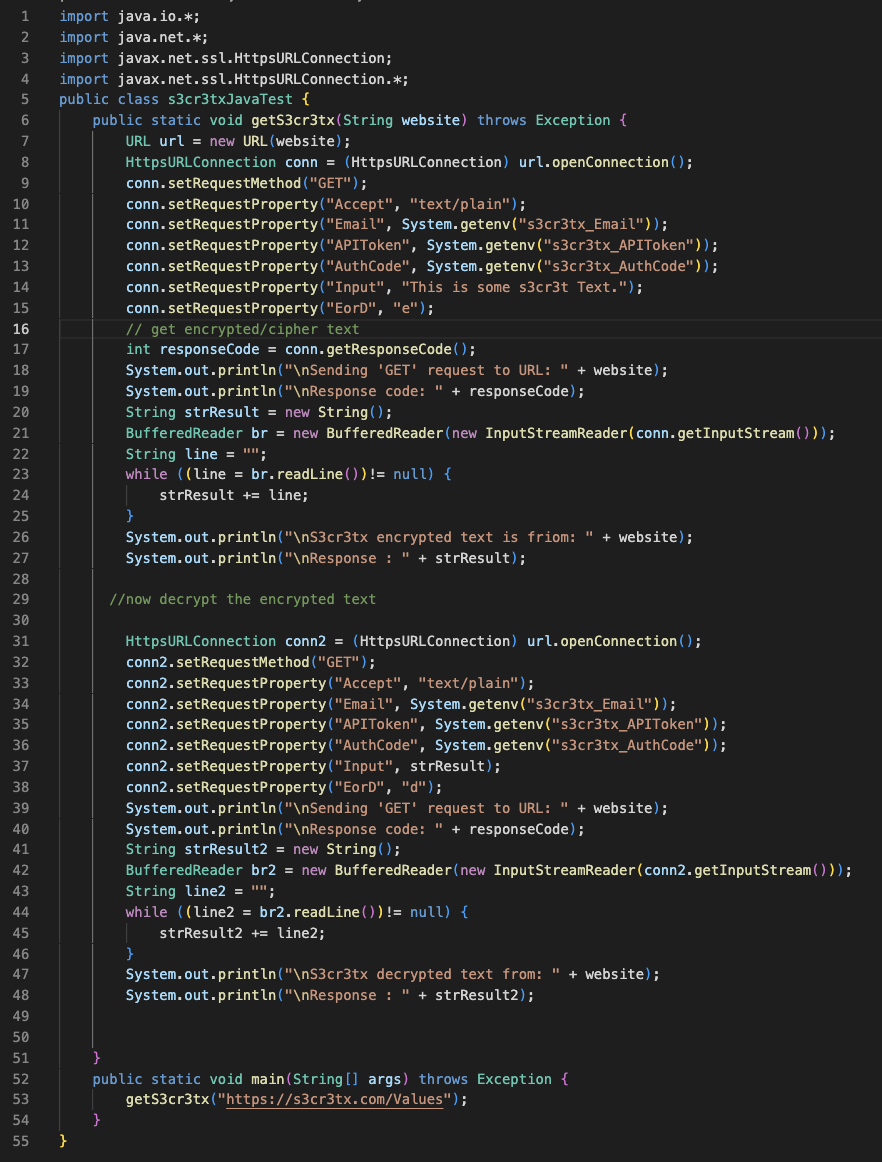 1 import java.io.*;
2 import java.net.*;
3 import javax.net.ssl.HttpsURLConnection;
4 import javax.net.ssl.HttpsURLConnection.*;
5 public class s3cr3txJavaTest {
6 public static void getS3cr3tx(String website) throws Exception {
7 URL url = new URL(website);
8 HttpsURLConnection conn = (HttpsURLConnection) url.openConnection();
9 conn.setRequestMethod("GET");
10 conn.setRequestProperty("Accept", "text/plain");
11 conn.setRequestProperty("Email", System.getenv("s3cr3tx_Email"));
12 conn.setRequestProperty("APIToken", System.getenv("s3cr3tx_APIToken"));
13 conn.setRequestProperty("AuthCode", System.getenv("s3cr3tx_AuthCode"));
14 conn.setRequestProperty("Input", "This is some s3cr3t Text.");
15 conn.setRequestProperty("EorD", "e");
16 // get encrypted/cipher text
17 int responseCode = conn.getResponseCode();
18 System.out.println("\nSending 'GET' request to URL: " + website);
19 System.out.println("\nResponse code: " + responseCode);
20 String strResult = new String();
21 BufferedReader br = new BufferedReader(new InputStreamReader(conn.getInputStream()));
22 String line = "";
23 while ((line = br.readLine())!= null) {
24 strResult += line;
25 }
26 System.out.println("\nS3cr3tx encrypted text is friom: " + website);
27 System.out.println("\nResponse : " + strResult);
28
29 //now decrypt the encrypted text
30
31 HttpsURLConnection conn2 = (HttpsURLConnection) url.openConnection();
32 conn2.setRequestMethod("GET");
33 conn2.setRequestProperty("Accept", "text/plain");
34 conn2.setRequestProperty("Email", System.getenv("s3cr3tx_Email"));
35 conn2.setRequestProperty("APIToken", System.getenv("s3cr3tx_APIToken"));
36 conn2.setRequestProperty("AuthCode", System.getenv("s3cr3tx_AuthCode"));
37 conn2.setRequestProperty("Input", strResult);
38 conn2.setRequestProperty("EorD", "d");
39 System.out.println("\nSending 'GET' request to URL: " + website);
40 System.out.println("\nResponse code: " + responseCode);
41 String strResult2 = new String();
42 BufferedReader br2 = new BufferedReader(new InputStreamReader(conn2.getInputStream()));
43 String line2 = "";
44 while ((line2 = br2.readLine())!= null) {
45 strResult2 += line2;
46 }
47 System.out.println("\nS3cr3tx decrypted text from: " + website);
48 System.out.println("\nResponse : " + strResult2);
49
50
51 }
52 public static void main(String[] args) throws Exception {
53 getS3cr3tx("https://s3cr3tx.com/Values");
54 }
55 }